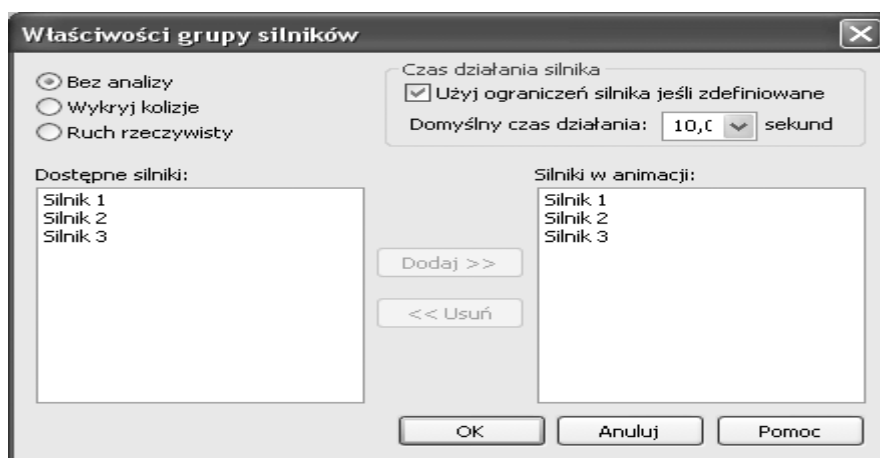 Właściwości grupy silników
Bez analizy
Wykryj kolizje
Ruch rzeczywisty
Czas działania silnika
Użyj ograniczeń silnika jeśli zdefiniowane
Domyślny czas działania: 10,0 sekund
Dostępne silniki:
Silnik 1
Silnik 2
Silnik 3
Dodaj >>
<< Usuń
Silniki w animacji:
Silnik 1
Silnik 2
Silnik 3
OK
Anuluj
Pomoc